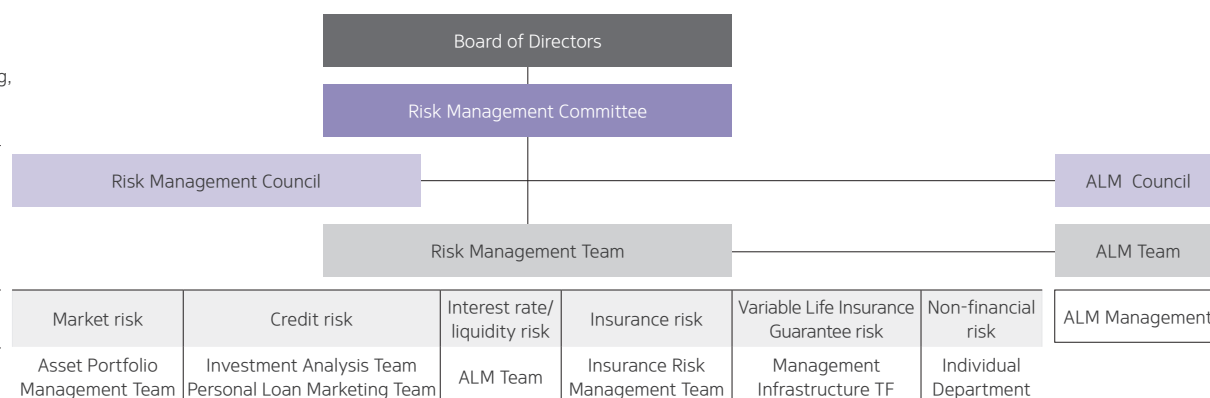 Board of Directors
g,
Risk Management Committee
Risk Management Council
ALM Council
Risk Management Team
ALM Team
Market risk
Credit risk
Interest rate/
liquidity risk
Insurance risk
Variable Life Insurance
Guarantee risk
Non-financial
risk
ALM Management
Asset Portfolio
Management Team
Investment Analysis Team
Personal Loan Marketing Team
ALM Team
Insurance Risk
Management Team
Management
Infrastructure TF
Individual
Department